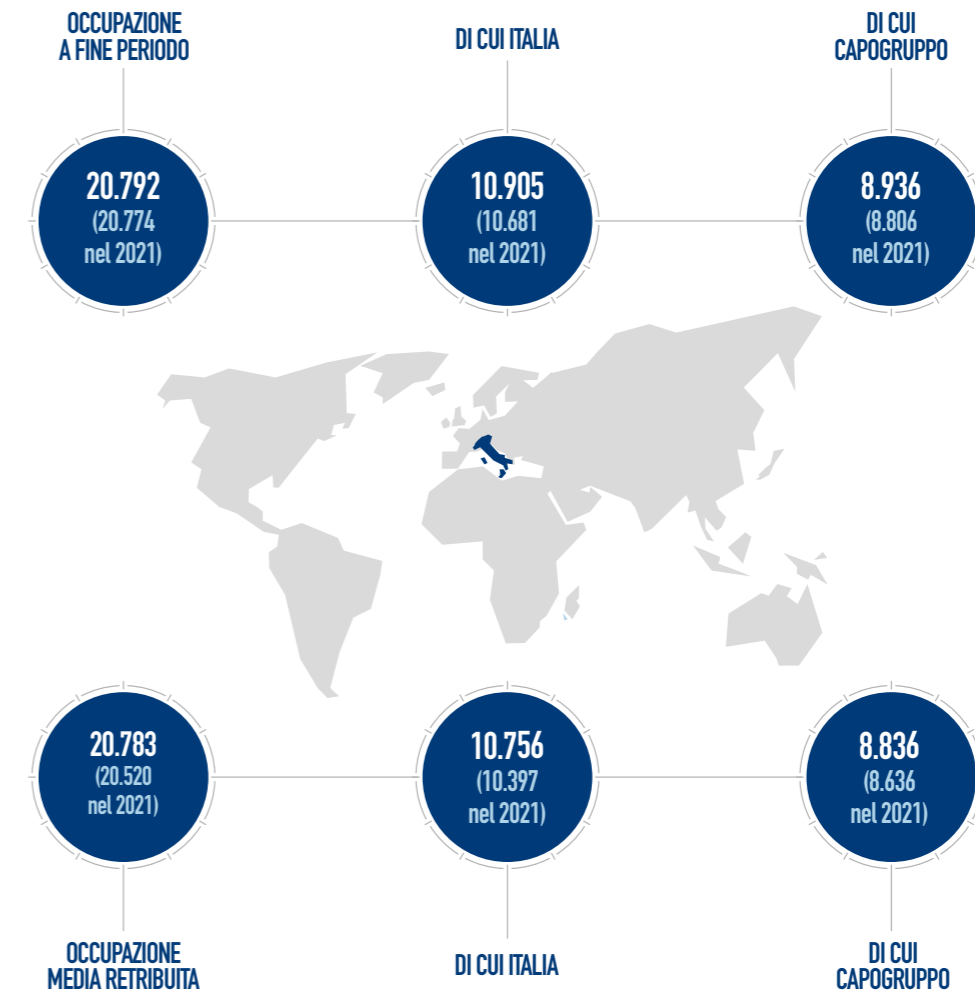 OCCUPAZIONE
A FINE PERIODO
DI CUI ITALIA
DI CUI
CAPOGRUPPO
20.792
(20.774
nel 2021)
10.905
(10.681
nel 2021)
8.936
(8.806
nel 2021)
20.783
(20.520
nel 2021)
10.756
(10.397
nel 2021)
8.836
(8.636
nel 2021)
OCCUPAZIONE
MEDIA RETRIBUITA
DI CUI ITALIA
DI CUI
CAPOGRUPPO